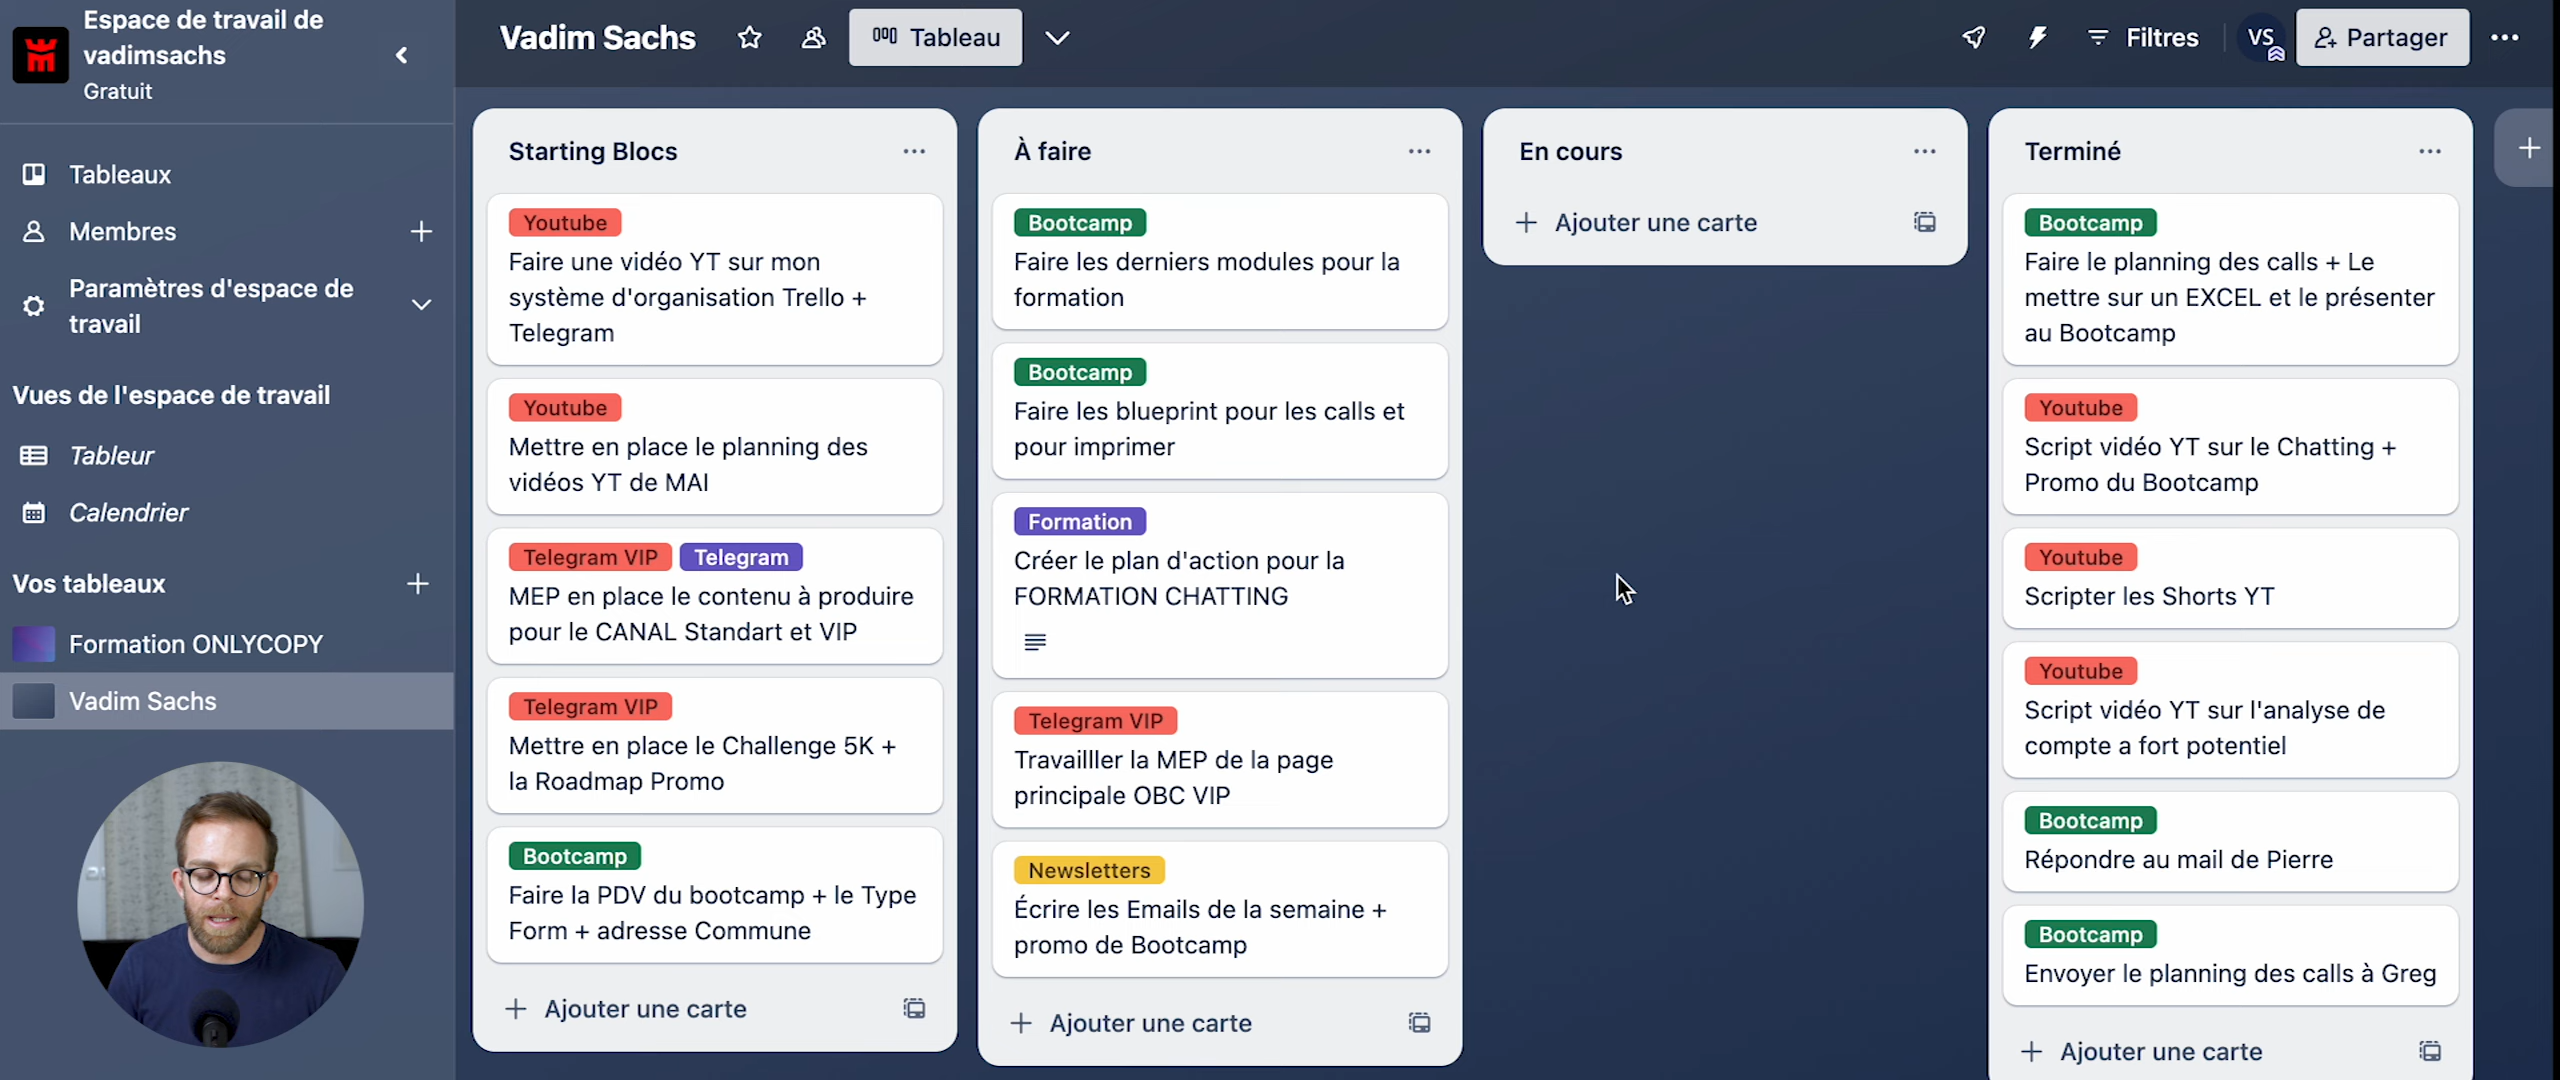 Espace de travail de
vadimsachs
Gratuit
Tableaux
Membres
Paramètres d'espace de
travail
Vues de l'espace de travail
Tableur
Calendrier
Vos tableaux
Formation ONLYCOPY
Vadim Sachs
Vadim Sachs
Tableau
Filtres
VS
Partager
Starting Blocs
Youtube
Faire une vidéo YT sur mon
système d'organisation Trello +
Telegram
Youtube
Mettre en place le planning des
vidéos YT de MAI
Telegram VIP Telegram
MEP en place le contenu à produire
pour le CANAL Standart et VIP
Telegram VIP
Mettre en place le Challenge 5K +
la Roadmap Promo
Bootcamp
Faire la PDV du bootcamp + le Type
Form + adresse Commune
Ajouter une carte
À faire
Bootcamp
Faire les derniers modules pour la
formation
Bootcamp
Faire les blueprint pour les calls et
pour imprimer
Formation
Créer le plan d'action pour la
FORMATION CHATTING
Telegram VIP
Travailller la MEP de la page
principale OBC VIP
Newsletters
Écrire les Emails de la semaine +
promo de Bootcamp
Ajouter une carte
En cours
Ajouter une carte
Terminé
Bootcamp
Faire le planning des calls + Le
mettre sur un EXCEL et le présenter
au Bootcamp
Youtube
Script vidéo YT sur le Chatting +
Promo du Bootcamp
Youtube
Scripter les Shorts YT
Youtube
Script vidéo YT sur l'analyse de
compte a fort potentiel
Bootcamp
Répondre au mail de Pierre
Bootcamp
Envoyer le planning des calls à Greg
Ajouter une carte